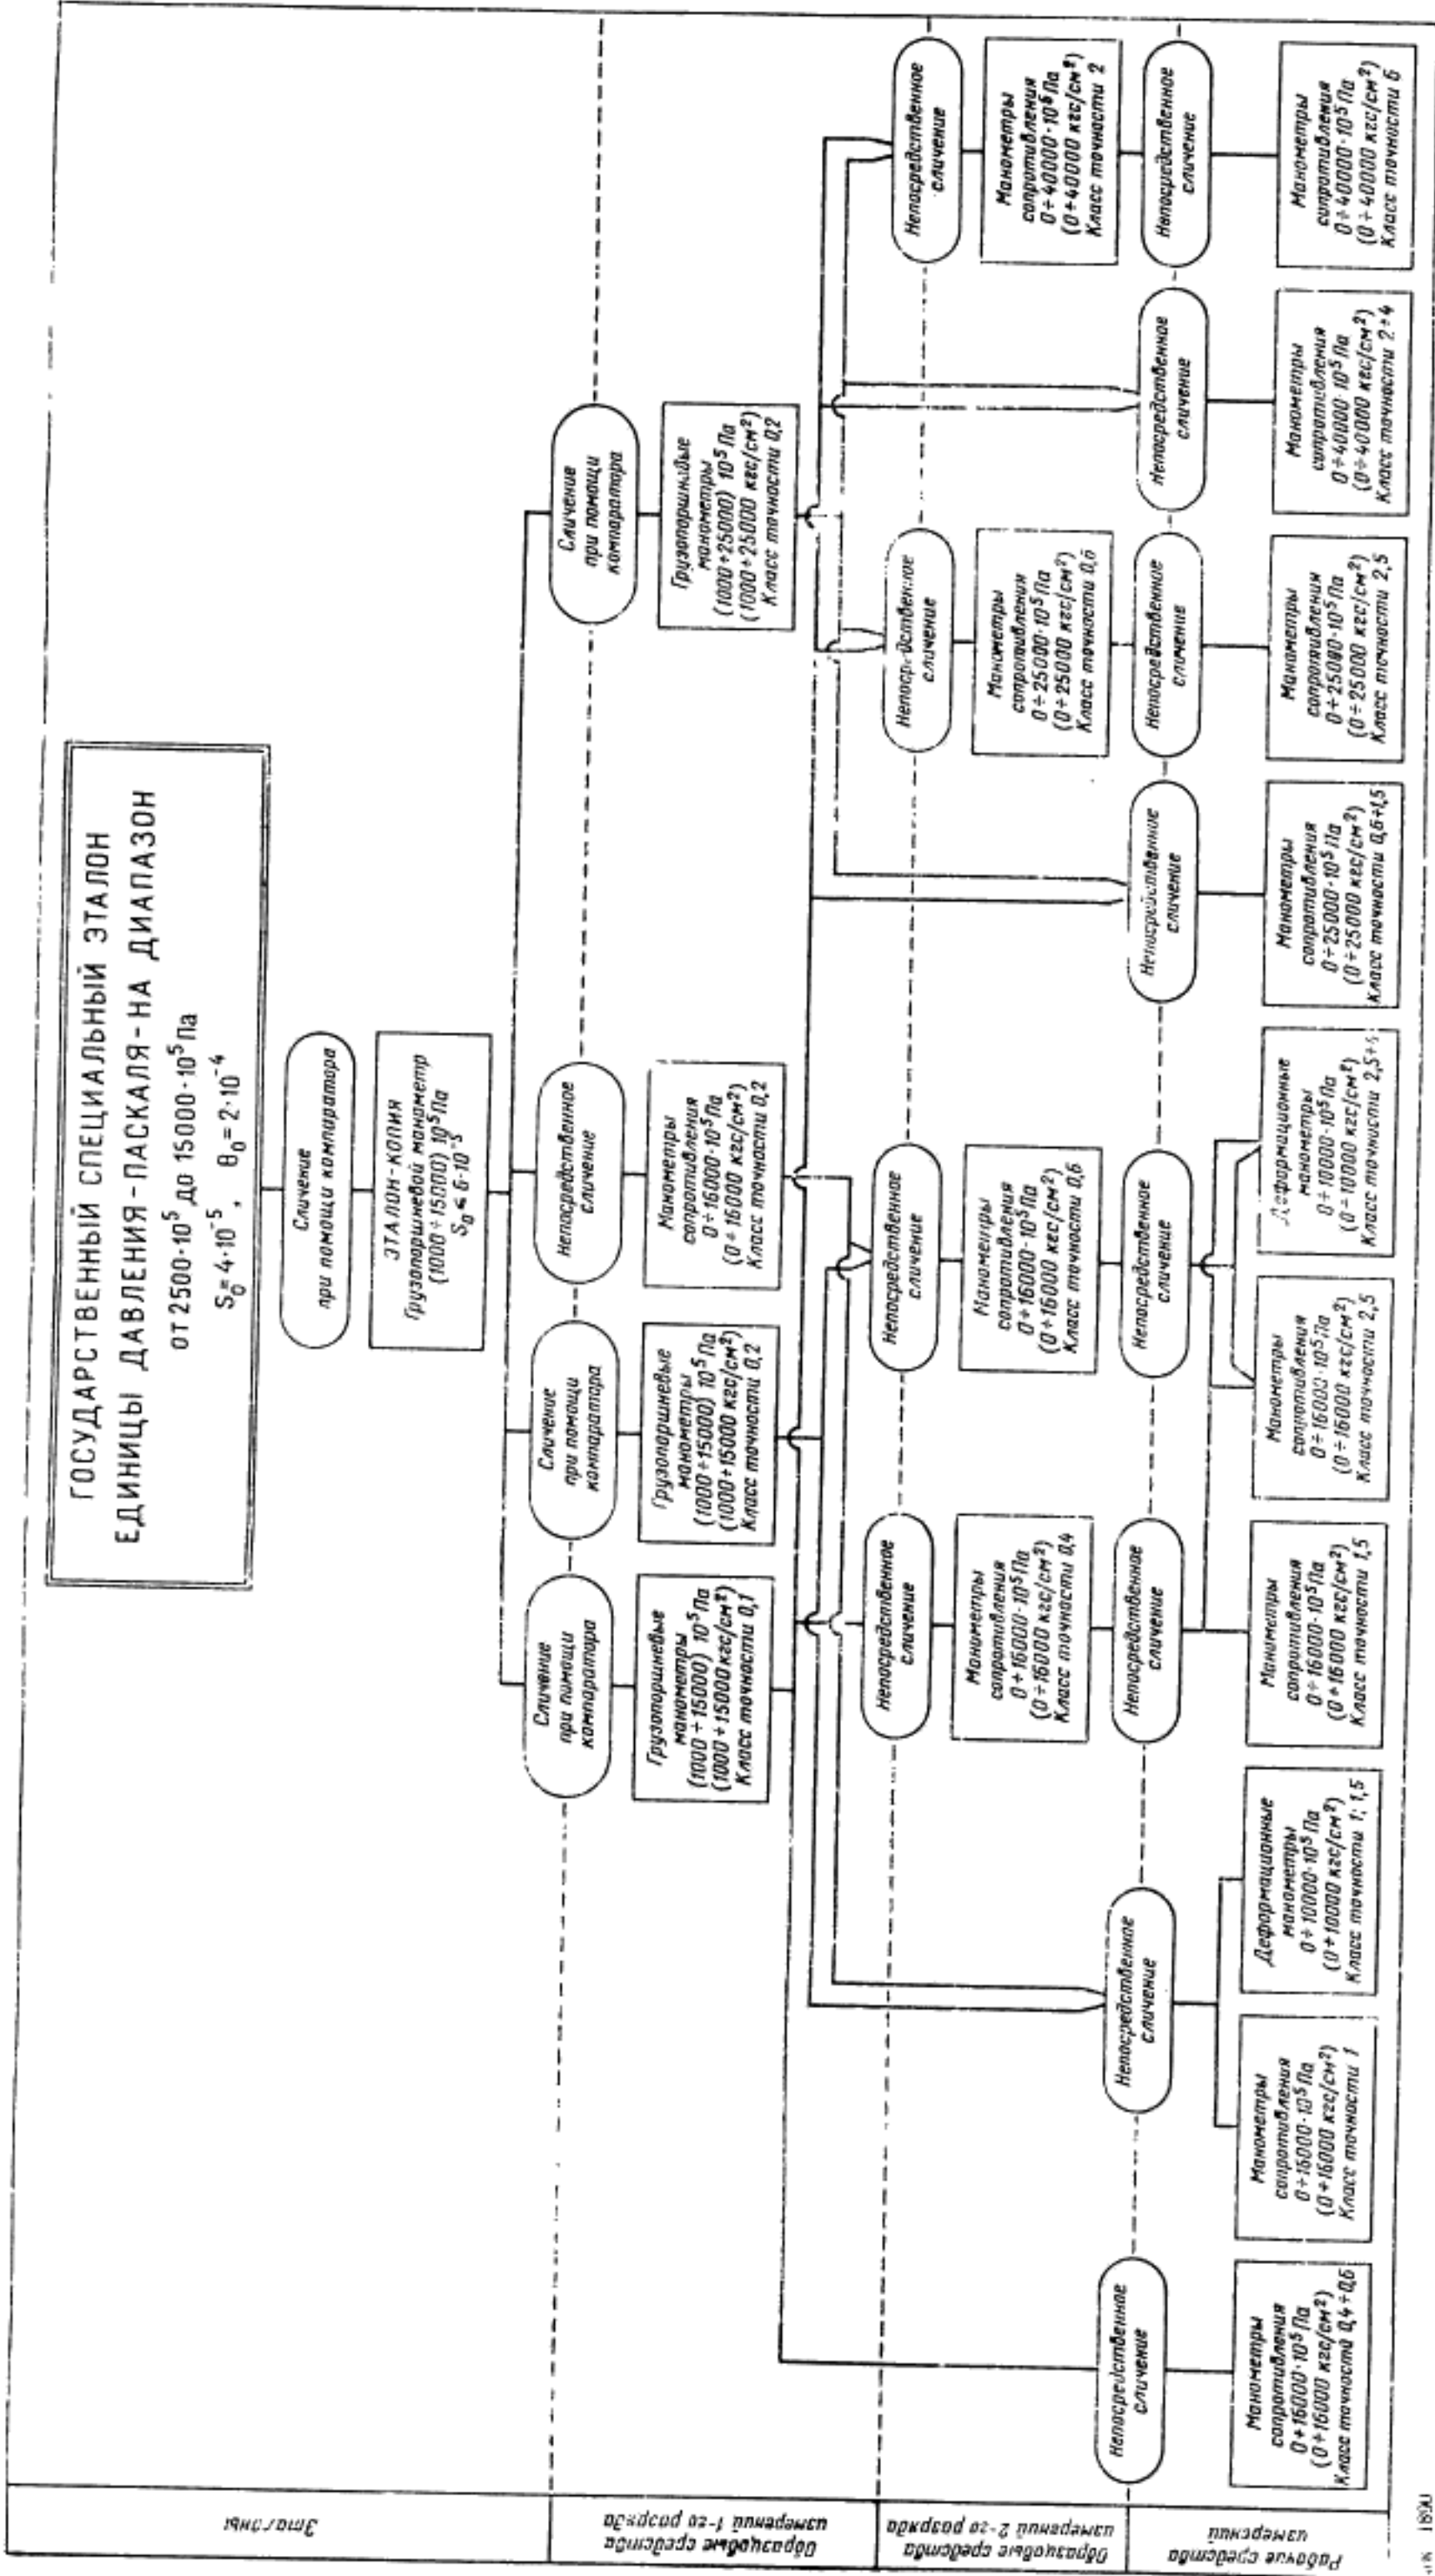 ГОСУДАРСТВЕННЫЙ СПЕЦИАЛЬНЫЙ ЭТАЛОН
ЕДИНИЦЫ ДАВЛЕНИЯ-ПАСКАЛЯ-НА ДИАПАЗОН
от 2500·10⁵ до 15000·10⁵ Па
S₀=4·10⁻⁵, θ₀=2·10⁻⁴
Эталоны
Сличение
при помощи компаратора
ЭТАЛОН-КОПИЯ
Грузопоршневой манометр
(1000÷15000) 10⁵ Па
S₀ ⩽ 6·10⁻⁵
Образцовые средства
измерений 1-го разряда
Сличение
при помощи
компаратора
Сличение
при помощи
компаратора
Непосредственное
сличение
Сличение
при помощи
компаратора
Грузопоршневые
манометры
(1000÷15000) 10⁵ Па
(1000÷15000 кгс/см²)
Класс точности 0,1
Грузопоршневые
манометры
(1000÷15000) 10⁵ Па
(1000÷15000 кгс/см²)
Класс точности 0,2
Манометры
сопротивления
0÷16000·10⁵ Па
(0÷16000 кгс/см²)
Класс точности 0,2
Грузопоршневые
манометры
(1000÷25000) 10⁵ Па
(1000÷25000 кгс/см²)
Класс точности 0,2
Образцовые средства
измерений 2-го разряда
Непосредственное
сличение
Непосредственное
сличение
Непосредственное
сличение
Непосредственное
сличение
Манометры
сопротивления
0÷16000·10⁵ Па
(0÷16000 кгс/см²)
Класс точности 0,4
Манометры
сопротивления
0÷16000·10⁵ Па
(0÷16000 кгс/см²)
Класс точности 0,6
Манометры
сопротивления
0÷25000·10⁵ Па
(0÷25000 кгс/см²)
Класс точности 0,6
Манометры
сопротивления
0÷40000·10⁵ Па
(0÷40000 кгс/см²)
Класс точности 2
Рабочие средства
измерений
Непосредственное
сличение
Непосредственное
сличение
Непосредственное
сличение
Непосредственное
сличение
Непосредственное
сличение
Непосредственное
сличение
Непосредственное
сличение
Непосредственное
сличение
Манометры
сопротивления
0÷16000·10⁵ Па
(0÷16000 кгс/см²)
Класс точности 0,4÷0,6
Манометры
сопротивления
0÷16000·10⁵ Па
(0÷16000 кгс/см²)
Класс точности 1
Деформационные
манометры
0÷10000·10⁵ Па
(0÷10000 кгс/см²)
Класс точности 1; 1,5
Манометры
сопротивления
0÷16000·10⁵ Па
(0÷16000 кгс/см²)
Класс точности 1,5
Манометры
сопротивления
0÷16000·10⁵ Па
(0÷16000 кгс/см²)
Класс точности 2,5
Деформационные
манометры
0÷10000·10⁵ Па
(0÷10000 кгс/см²)
Класс точности
Манометры
сопротивления
0÷25000·10⁵ Па
(0÷25000 кгс/см²)
Класс точности 0,6÷1,5
Манометры
сопротивления
0÷25000·10⁵ Па
(0÷25000 кгс/см²)
Класс точности 2,5
Манометры
сопротивления
0÷40000·10⁵ Па
(0÷40000 кгс/см²)
Класс точности 2÷4
Манометры
сопротивления
0÷40000·10⁵ Па
(0÷40000 кгс/см²)
Класс точности 6